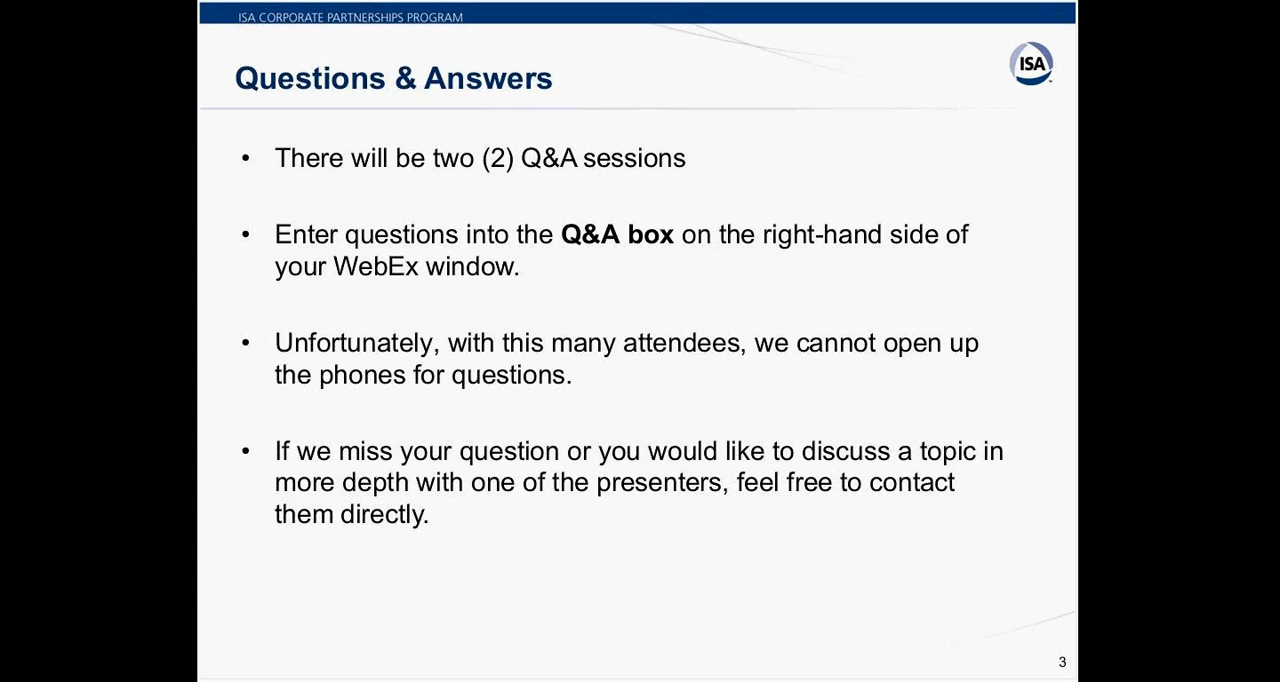 ISA CORPORATE PARTNERSHIPS PROGRAM
ISA
Questions & Answers
• There will be two (2) Q&A sessions
• Enter questions into the Q&A box on the right-hand side of
your WebEx window.
• Unfortunately, with this many attendees, we cannot open up
the phones for questions.
• If we miss your question or you would like to discuss a topic in
more depth with one of the presenters, feel free to contact
them directly.
3